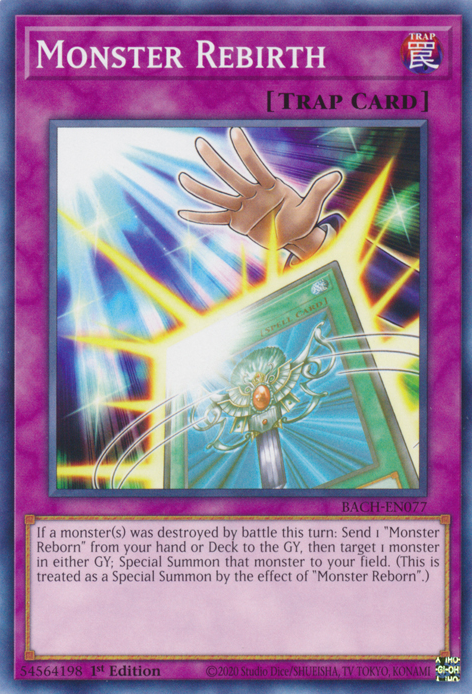 Monster Rebirth
TRAP
罠
[Trap Card]
SPELL CARD
BACH-EN077
If a monster(s) was destroyed by battle this turn: Send 1 "Monster
Reborn" from your hand or Deck to the GY, then target 1 monster
in either GY; Special Summon that monster to your field. (This is
treated as a Special Summon by the effect of "Monster Reborn".)
54564198 1st Edition ©2020 Studio Dice/SHUEISHA, TV TOKYO, KONAMI